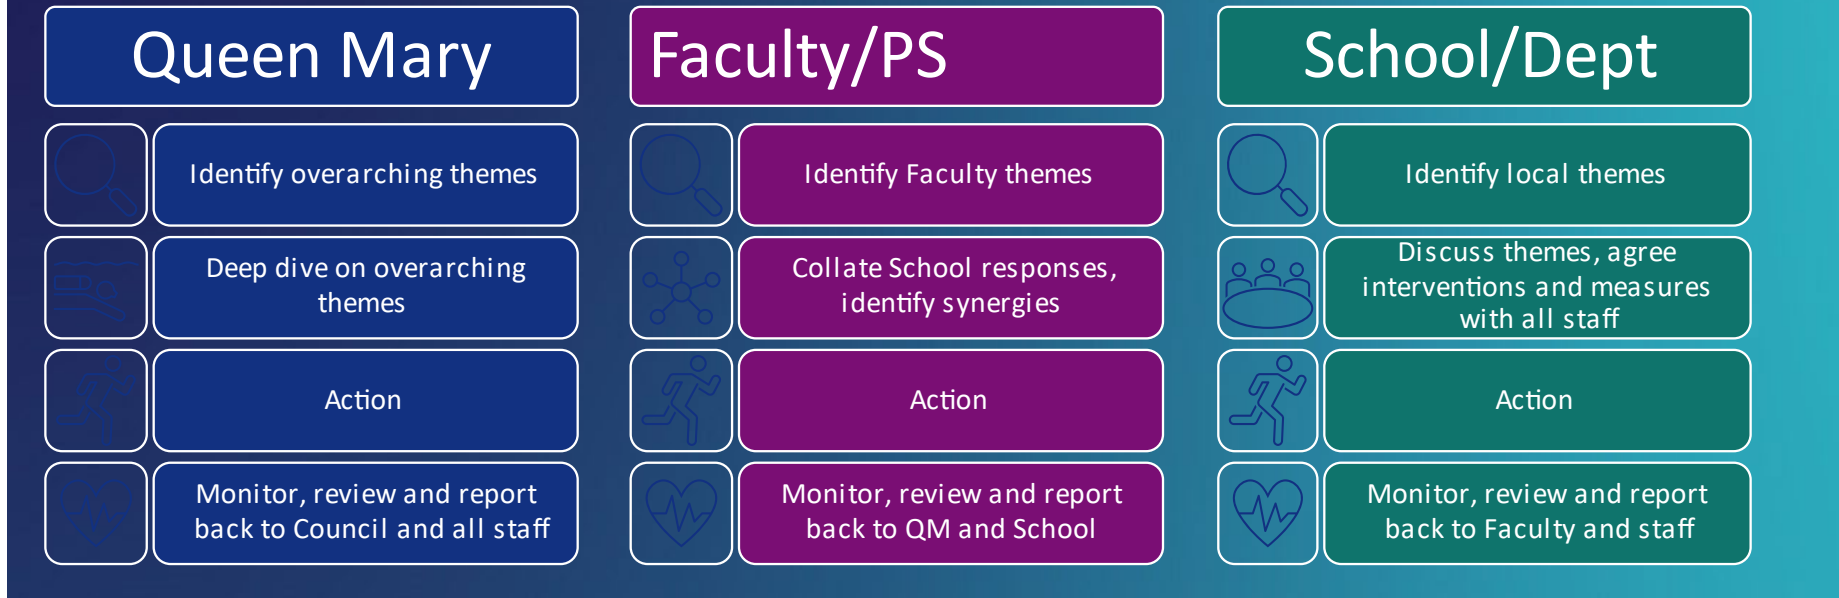 Queen Mary
Identify overarching themes
Deep dive on overarching
themes
Action
Monitor, review and report
back to Council and all staff
Faculty/PS
Identify Faculty themes
Collate School responses,
identify synergies
Action
Monitor, review and report
back to QM and School
School/Dept
Identify local themes
Discuss themes, agree
interventions and measures
with all staff
Action
Monitor, review and report
back to Faculty and staff